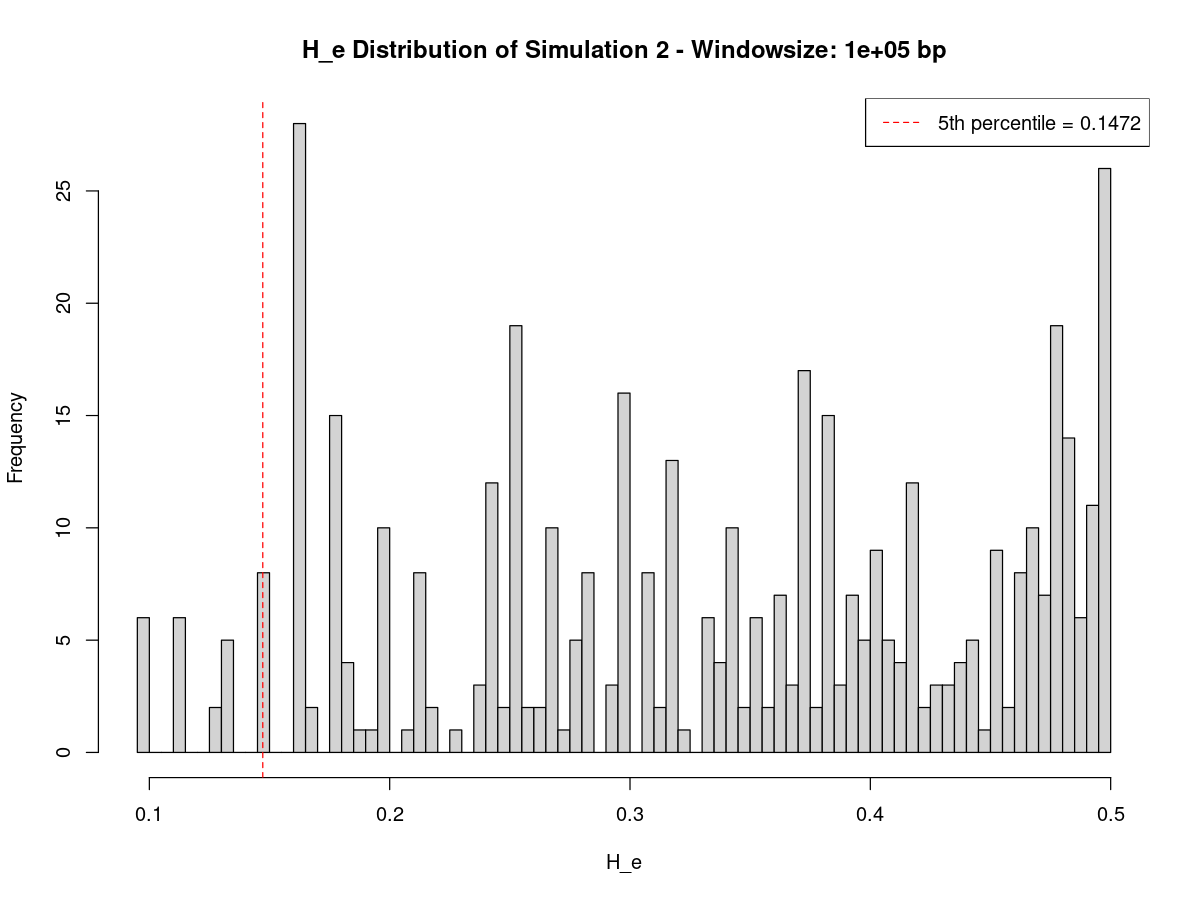 H_e Distribution of Simulation 2 - Windowsize: 1e+05 bp
5th percentile = 0.1472
Frequency
25
20
15
10
5
0
0.1 0.2 0.3 0.4 0.5
H_e